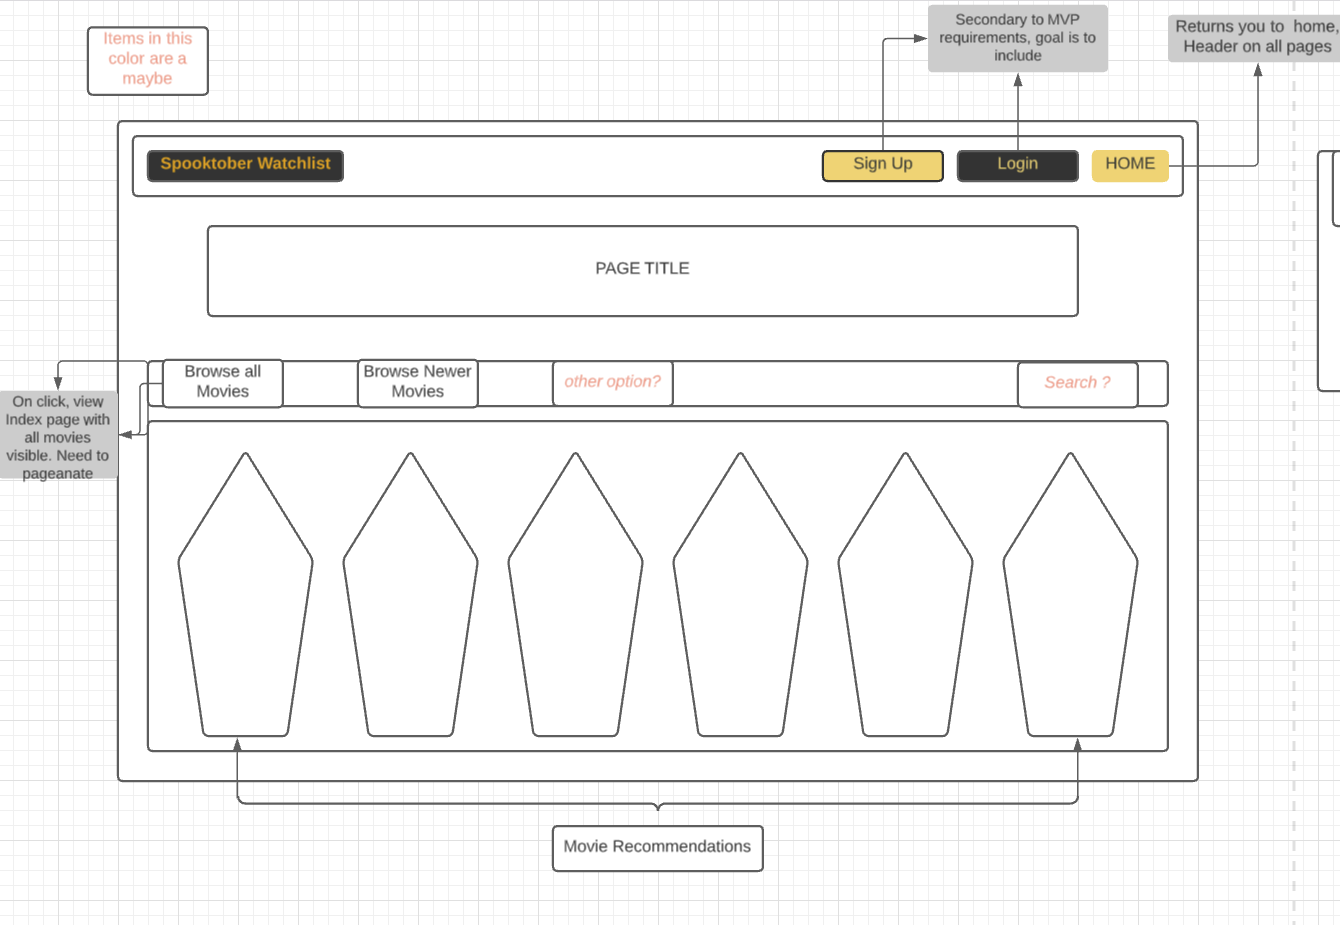 Items in this
color are a
maybe
Secondary to MVP
requirements, goal is to
include
Returns you to  home,
Header on all pages
Spooktober Watchlist
Sign Up
Login
HOME
PAGE TITLE
Browse all
Movies
Browse Newer
Movies
other option?
Search ?
On click, view
Index page with
all movies
visible. Need to
pageanate
Movie Recommendations